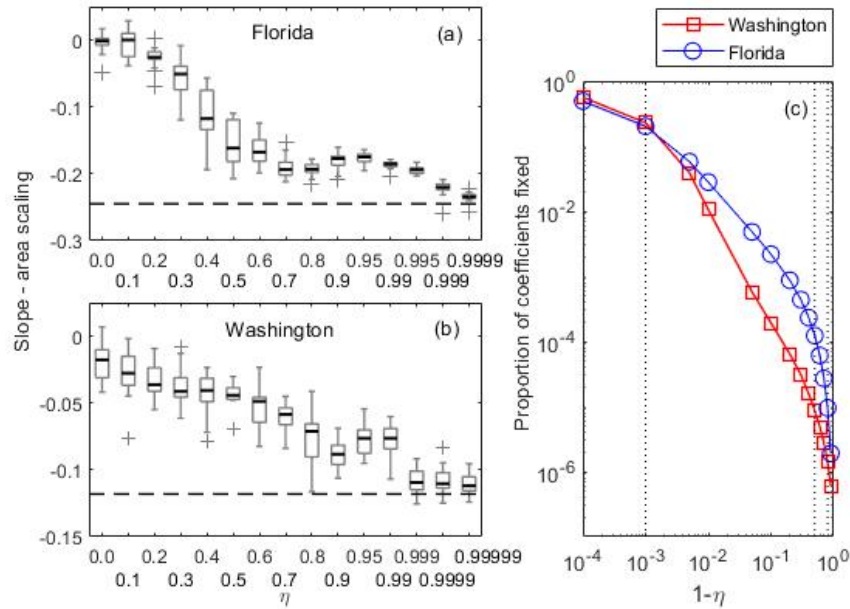 Washington
Florida
Slope - area scaling
Florida
(a)
0
-0.1
-0.2
-0.3
0.0 0.2 0.4 0.6 0.8 0.95 0.995 0.9999
0.1 0.3 0.5 0.7 0.9 0.99 0.999
Washington
(b)
0
-0.05
-0.1
-0.15
0.0 0.2 0.4 0.6 0.8 0.95 0.999 0.99999
0.1 0.3 0.5 0.7 0.9 0.99 0.9999
η
(c)
Proportion of coefficients fixed
10^0
10^-2
10^-4
10^-6
10^-4 10^-3 10^-2 10^-1 10^0
1-η